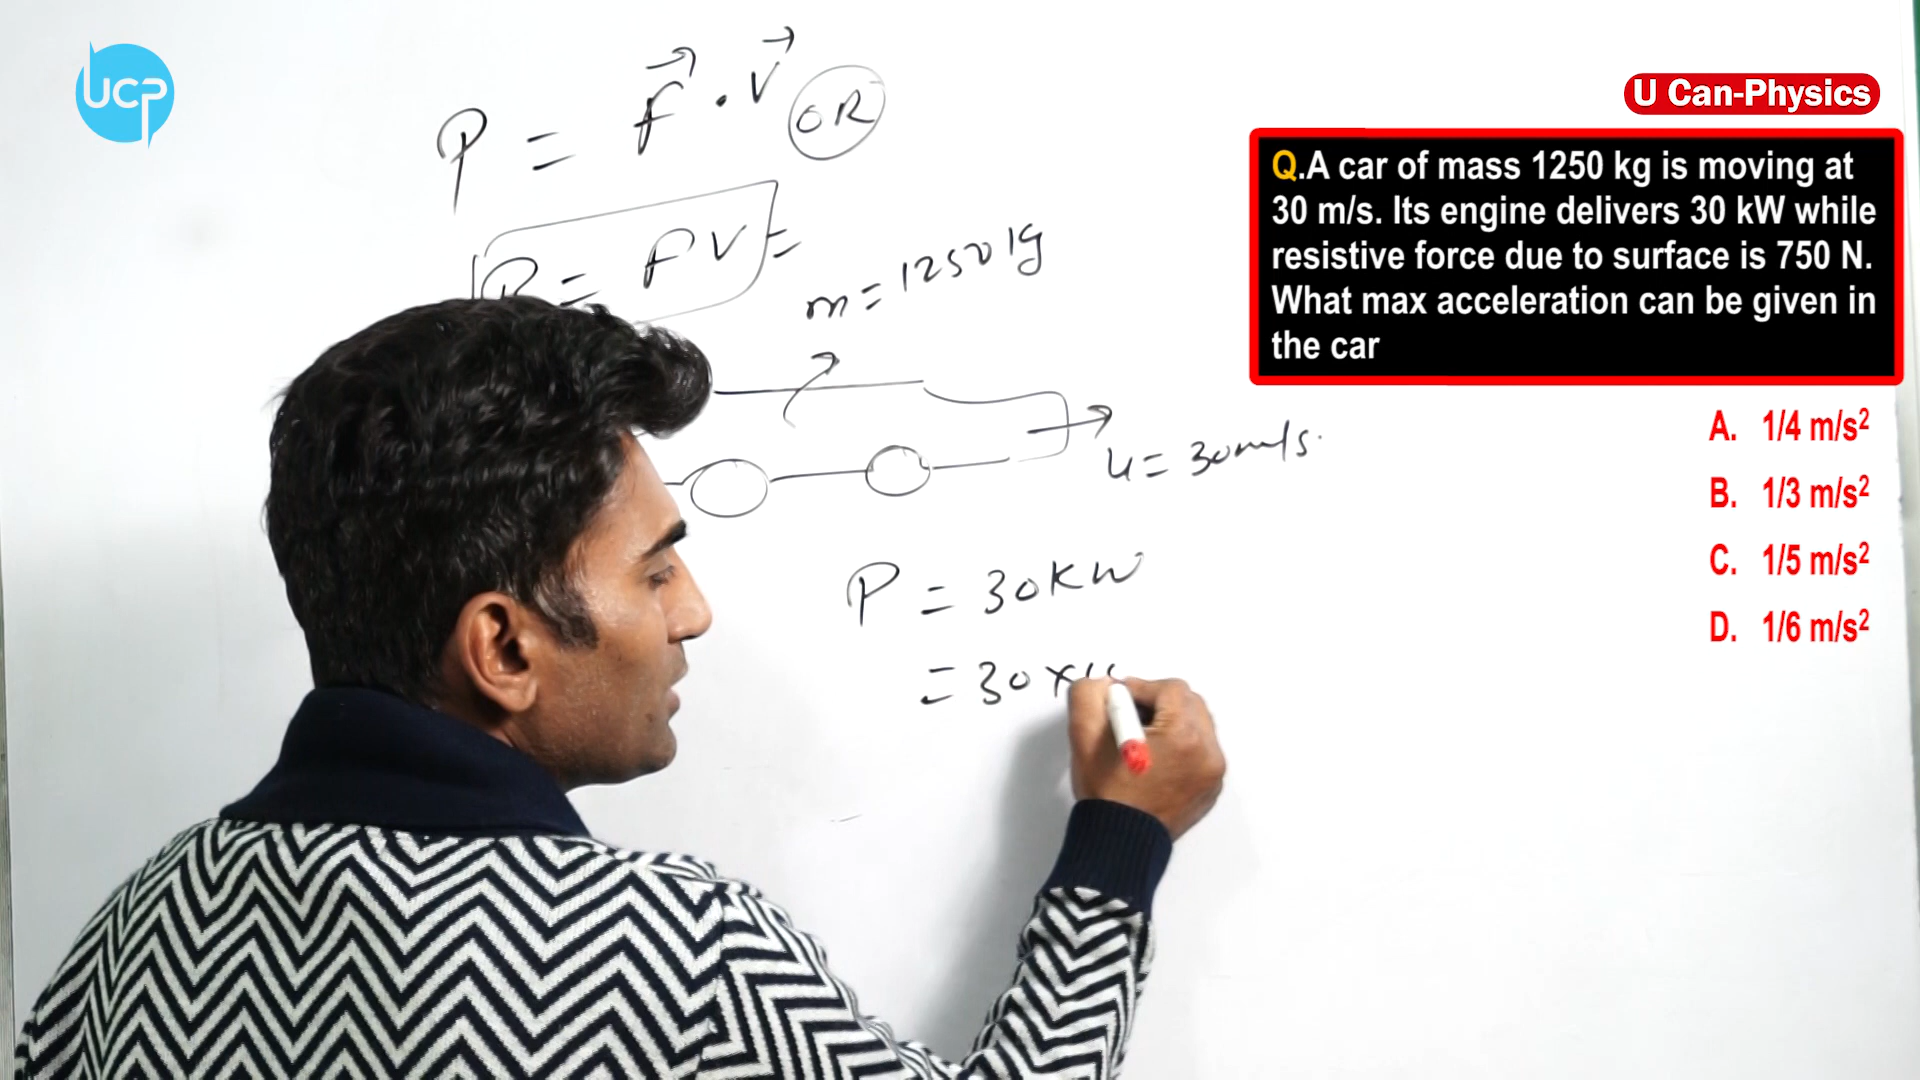 UCP
P = F . V OR
P = F V =
m = 1250 kg
u = 30 m/s.
P = 30 KW
= 30 x
U Can-Physics
Q.A car of mass 1250 kg is moving at
30 m/s. Its engine delivers 30 kW while
resistive force due to surface is 750 N.
What max acceleration can be given in
the car
A. 1/4 m/s²
B. 1/3 m/s²
C. 1/5 m/s²
D. 1/6 m/s²